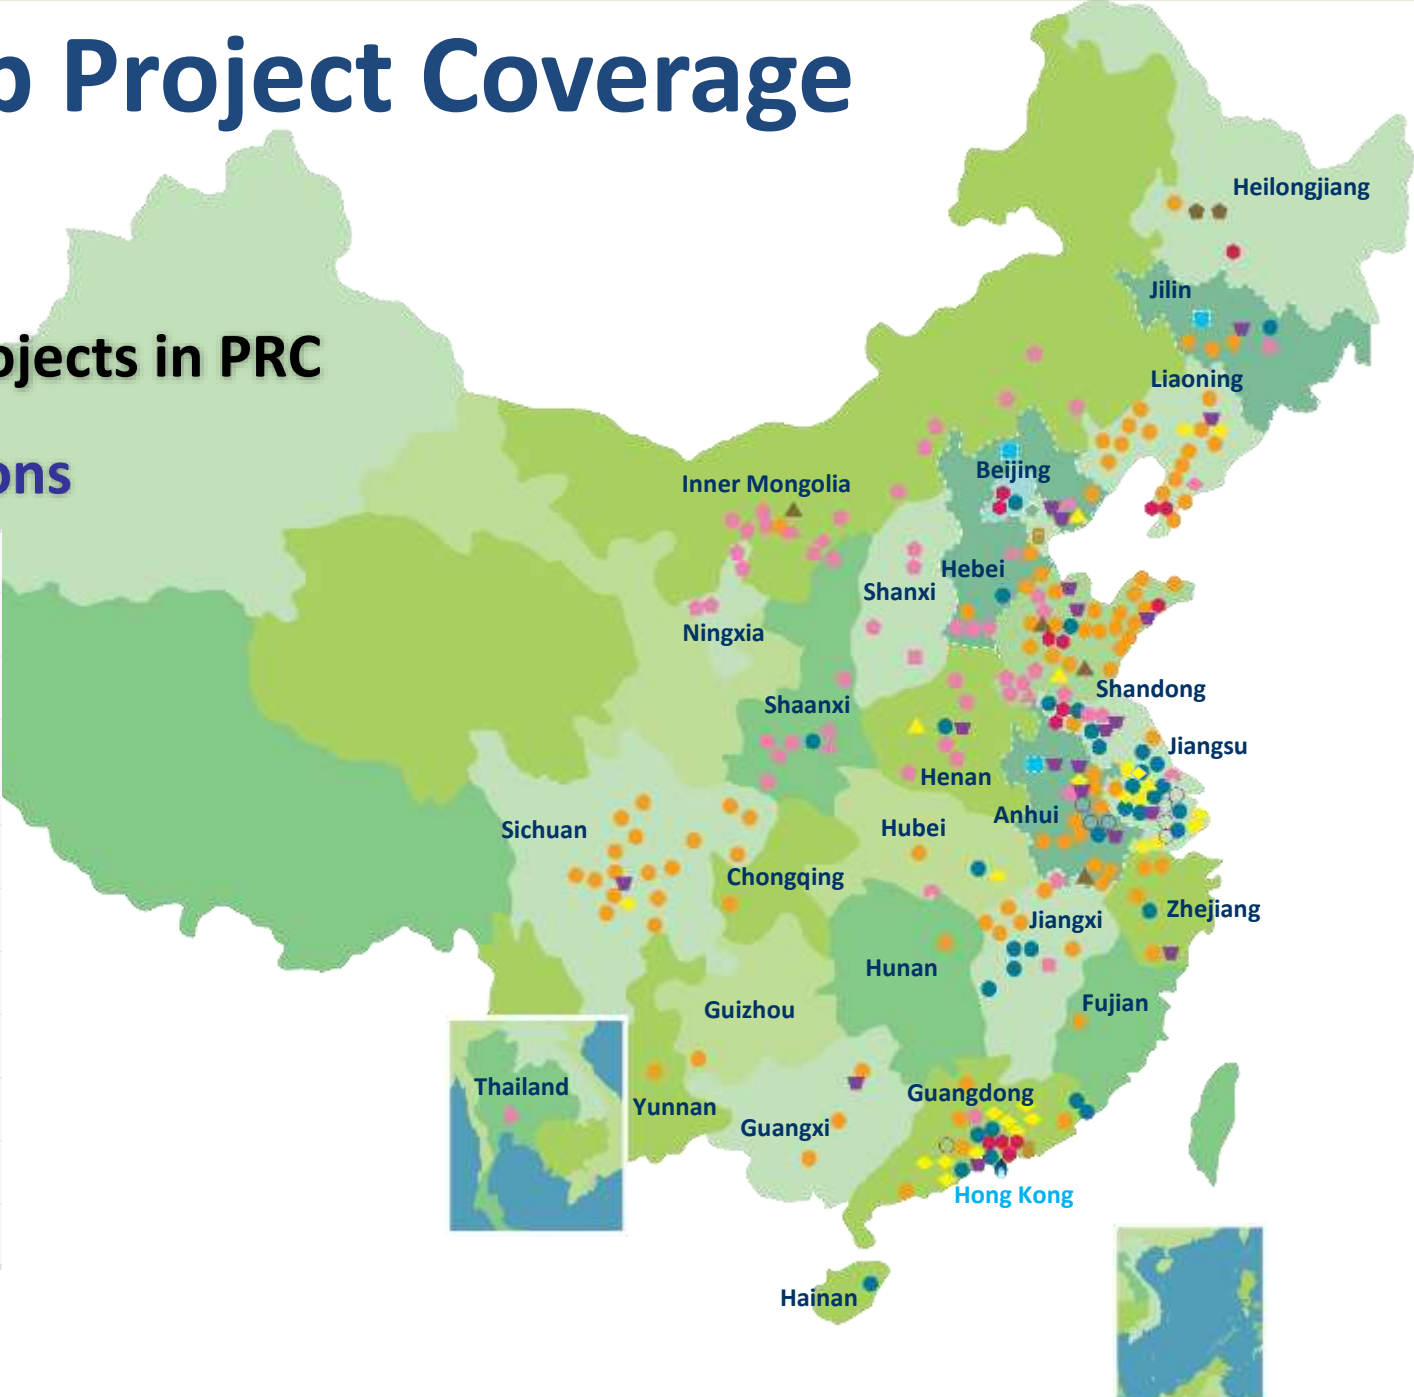 p Project Coverage
Heilongjiang
Jilin
ojects in PRC
Liaoning
ons
Beijing
Inner Mongolia
Hebei
Shanxi
Ningxia
Shandong
Shaanxi
Jiangsu
Henan
Anhui
Hubei
Sichuan
Chongqing
Zhejiang
Jiangxi
Hunan
Fujian
Guizhou
Thailand
Guangdong
Yunnan
Guangxi
Hong Kong
Hainan